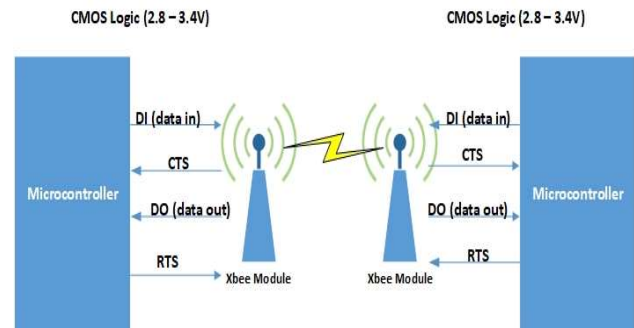 CMOS Logic (2.8 – 3.4V)
CMOS Logic (2.8 – 3.4V)
DI (data in)
DI (data in)
CTS
CTS
Microcontroller
Microcontroller
DO (data out)
DO (data out)
RTS
RTS
Xbee Module
Xbee Module